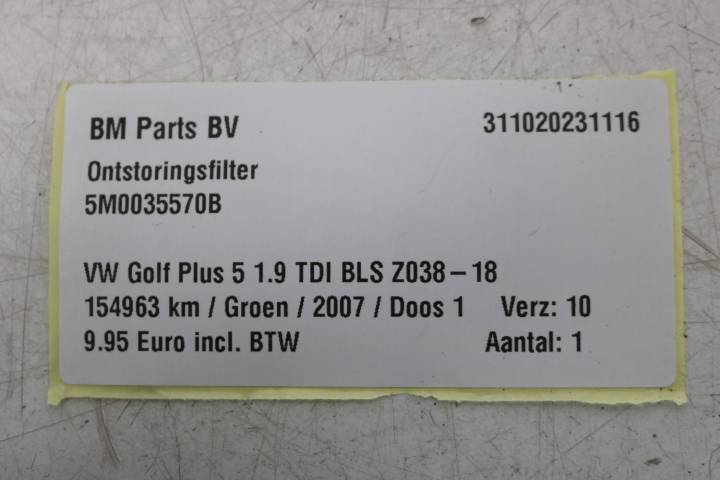 BM Parts BV 311020231116
Ontstoringsfilter
5M0035570B
VW Golf Plus 5 1.9 TDI BLS Z038-18
154963 km / Groen / 2007 / Doos 1 Verz: 10
9.95 Euro incl. BTW Aantal: 1